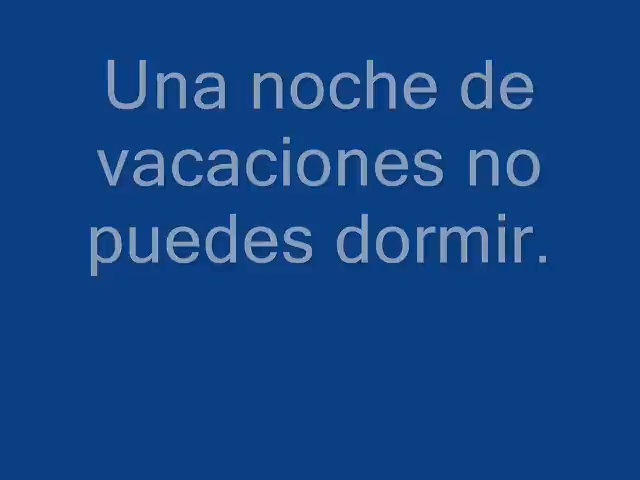 Una noche de
vacaciones no
puedes dormir.